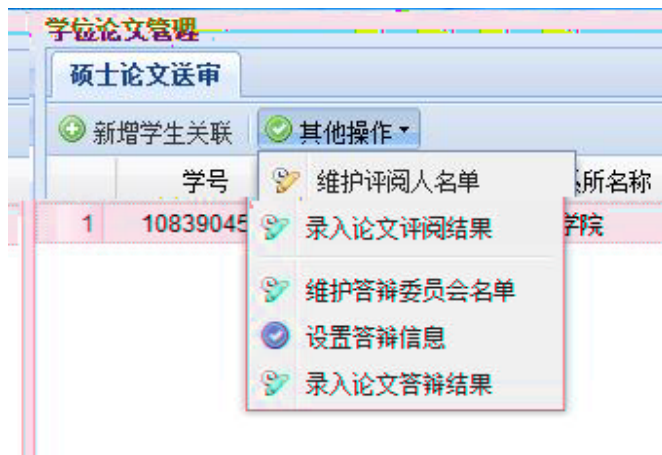 学位论文管理
硕士论文送审
新增学生关联 其他操作
学号 所名称
维护评阅人名单
1 10839045 学院
录入论文评阅结果
维护答辩委员会名单
设置答辩信息
录入论文答辩结果